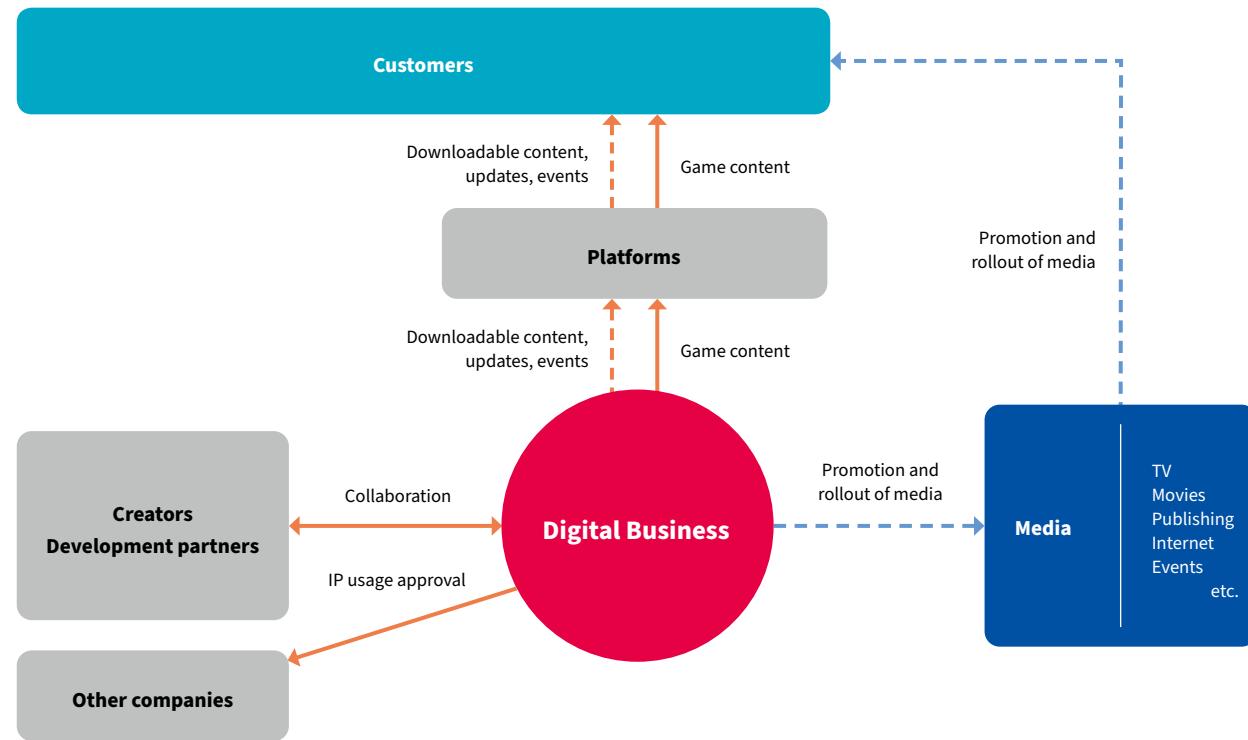 Customers
Downloadable content,
updates, events
Game content
Promotion and
rollout of media
Platforms
Downloadable content,
updates, events
Game content
Creators
Development partners
Collaboration
IP usage approval
Digital Business
Promotion and
rollout of media
Media
TV
Movies
Publishing
Internet
Events
etc.
Other companies